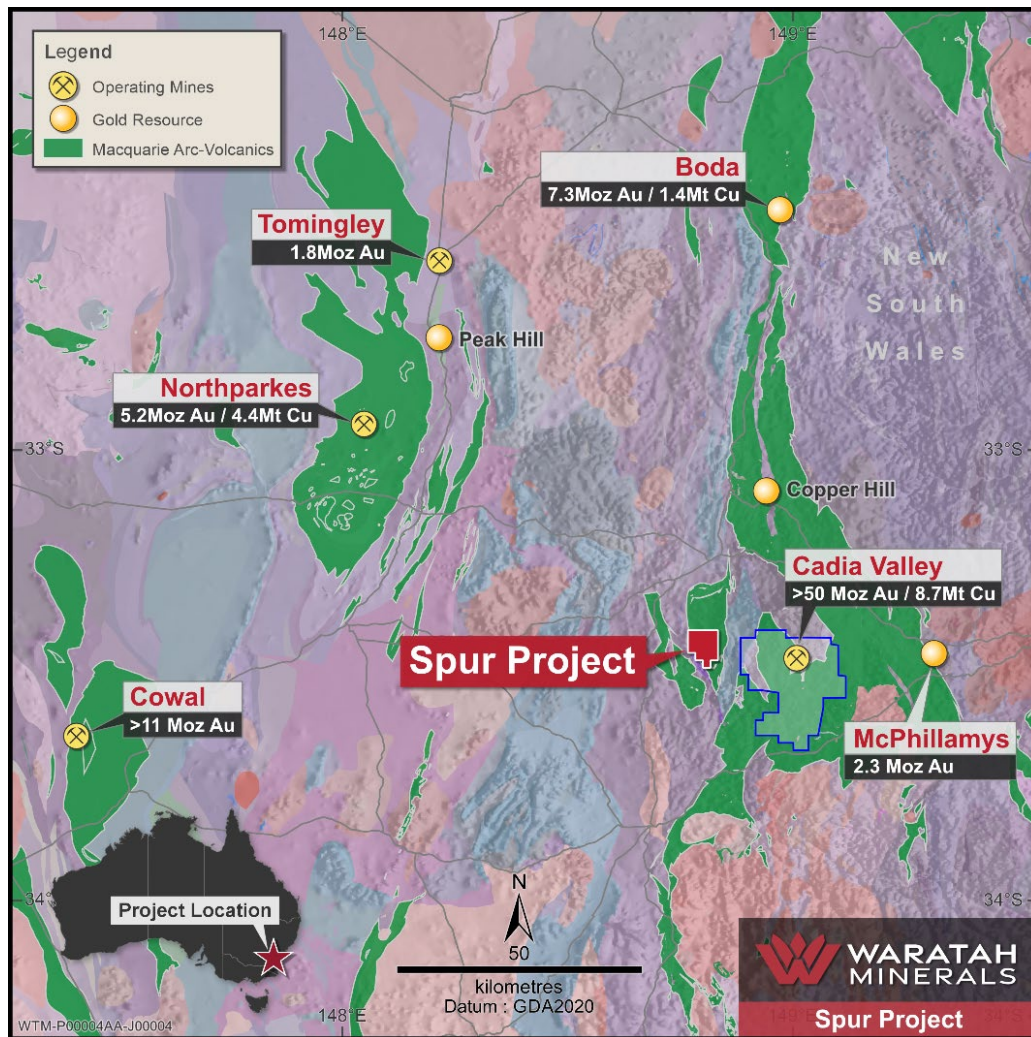 148°E
149°E
Legend
Operating Mines
Gold Resource
Macquarie Arc-Volcanics
Boda
7.3Moz Au / 1.4Mt Cu
Tomingley
1.8Moz Au
New
South
Wales
Peak Hill
Northparkes
5.2Moz Au / 4.4Mt Cu
33°S
33°S
Copper Hill
Cadia Valley
>50 Moz Au / 8.7Mt Cu
Spur Project
Cowal
>11 Moz Au
McPhillamys
2.3 Moz Au
34°S
34°S
Project Location
N
50
kilometres
Datum : GDA2020
WARATAH
MINERALS
Spur Project
WTM-P00004AA-J00004
148°E